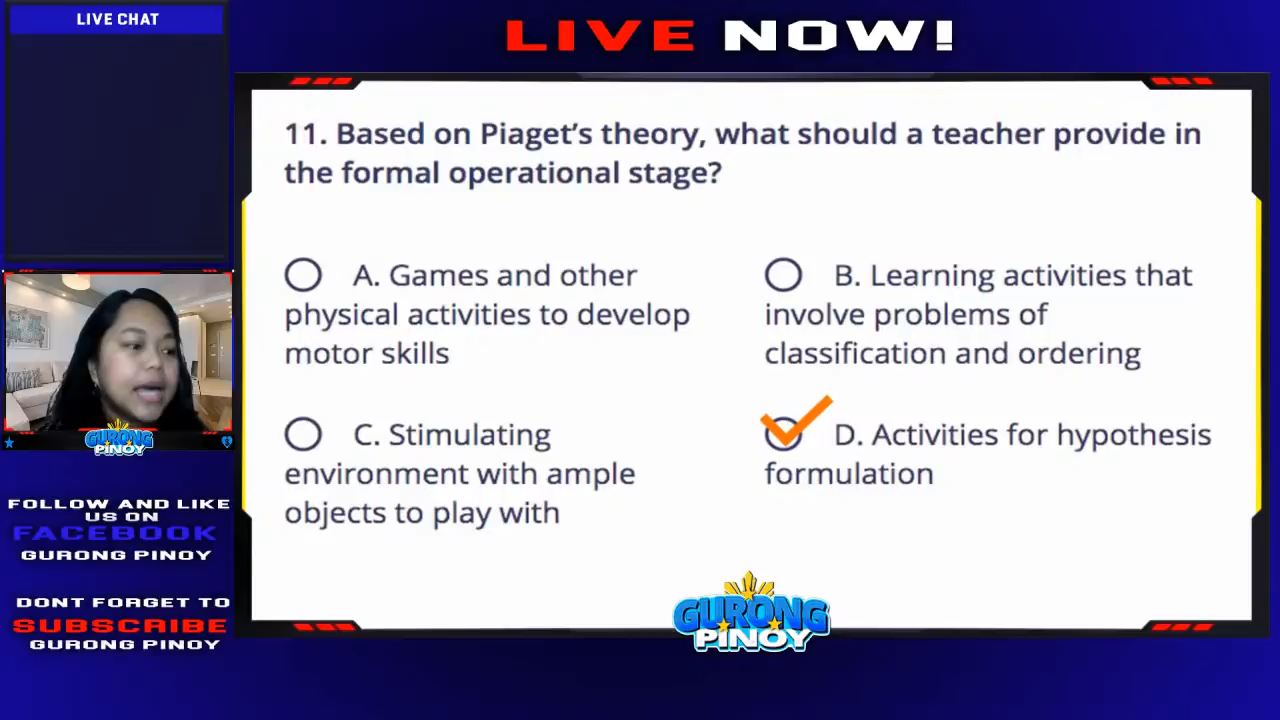 LIVE CHAT
LIVE NOW!
11. Based on Piaget's theory, what should a teacher provide in
the formal operational stage?
A. Games and other
physical activities to develop
motor skills
B. Learning activities that
involve problems of
classification and ordering
C. Stimulating
environment with ample
objects to play with
D. Activities for hypothesis
formulation
GURONG
PINOY
FOLLOW AND LIKE
US ON
FACEBOOK
GURONG PINOY
DONT FORGET TO
SUBSCRIBE
GURONG PINOY
GURONG
PINOY